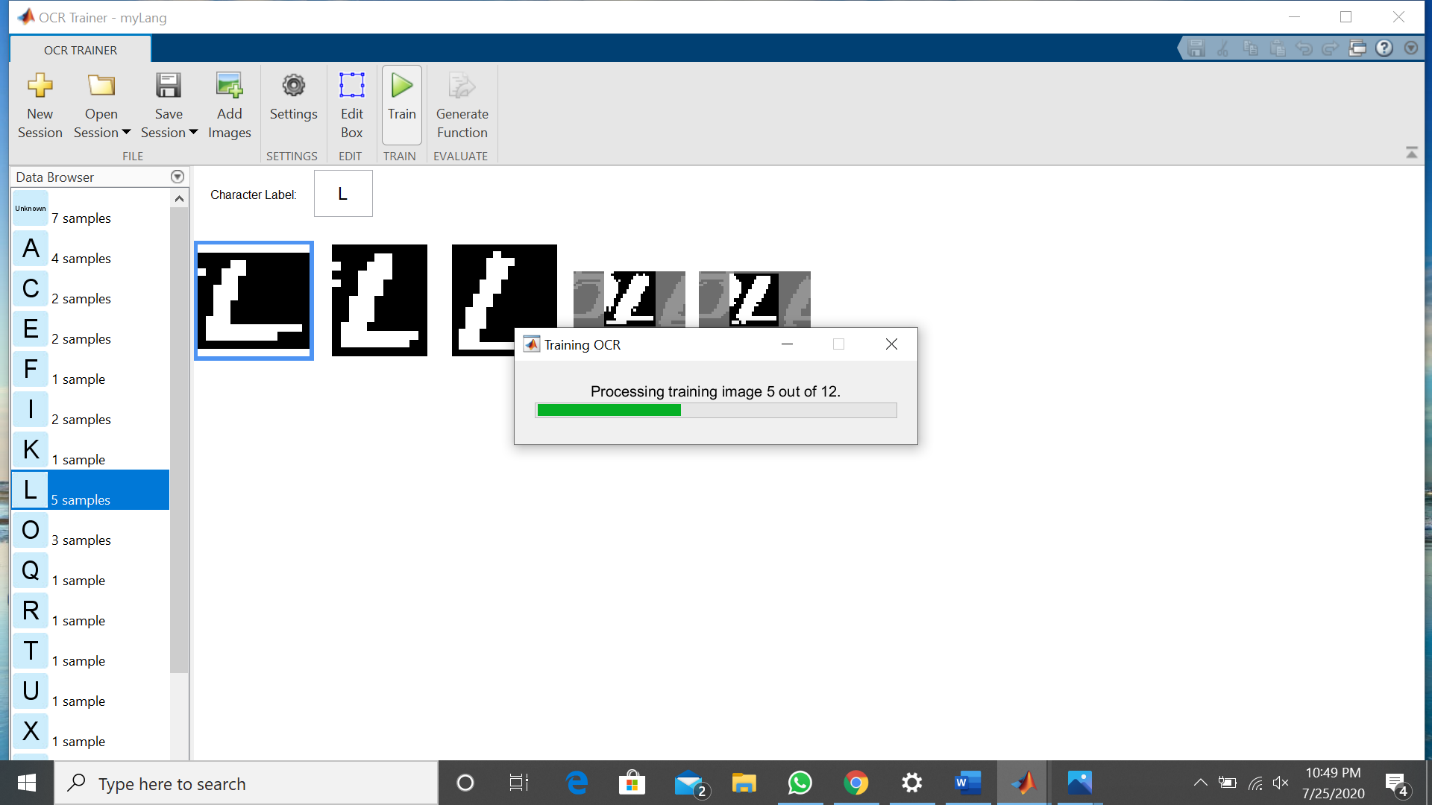 OCR Trainer - myLang
OCR TRAINER
New Session
Open Session
Save Session
Add Images
Settings
Edit Box
Train
Generate Function
FILE
SETTINGS
EDIT
TRAIN
EVALUATE
Data Browser
Character Label: L
Unknown 7 samples
A 4 samples
C 2 samples
E 2 samples
F 1 sample
I 2 samples
K 1 sample
L 5 samples
O 3 samples
Q 1 sample
R 1 sample
T 1 sample
U 1 sample
X 1 sample
L L L L L
Training OCR
Processing training image 5 out of 12.
Type here to search
2
W
10:49 PM
7/25/2020
4